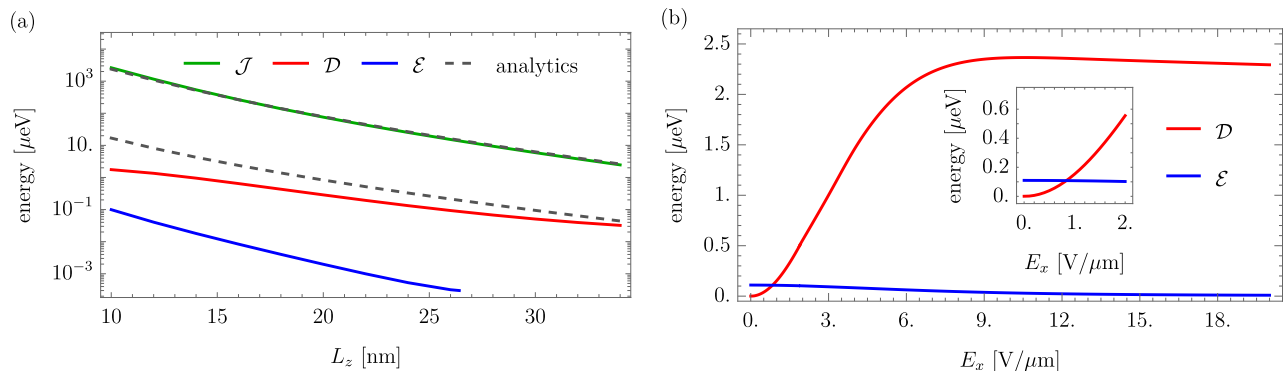 (a)
𝒥 𝒟 ℰ analytics
energy [μeV]
10³
10.
10⁻¹
10⁻³
10 15 20 25 30
L_z [nm]
(b)
energy [μeV]
2.5
2.
1.5
1.
0.5
0.
0. 3. 6. 9. 12. 15. 18.
E_x [V/μm]
energy [μeV]
0.6
0.4
0.2
0.
0. 1. 2.
E_x [V/μm]
𝒟
ℰ